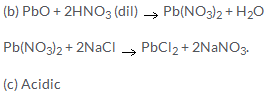 (b) PbO + 2HNO3 (dil) → Pb(NO3)2 + H2O
Pb(NO3)2 + 2NaCl → PbCl2 + 2NaNO3.
(c) Acidic